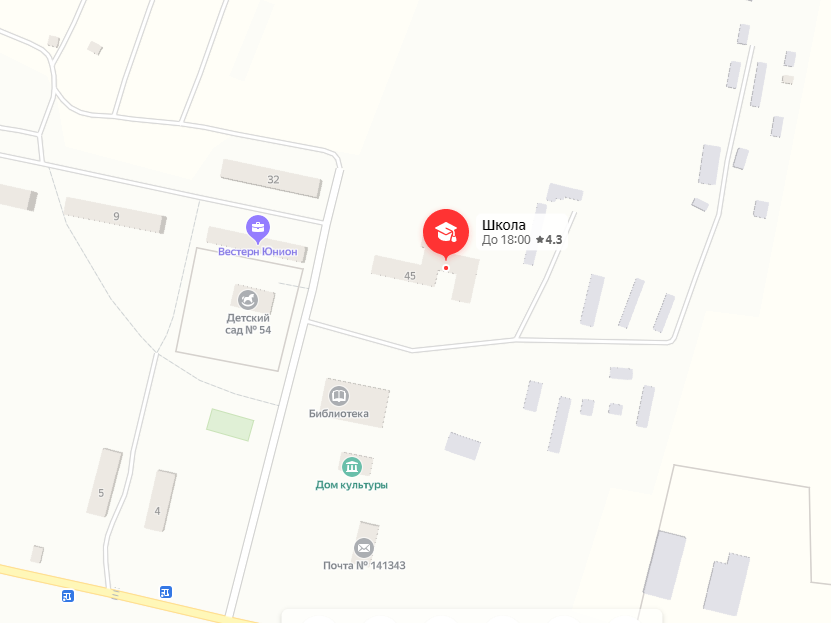 32
9
Школа
До 18:00 ★4.3
Вестерн Юнион
45
Детский
сад № 54
Библиотека
Дом культуры
5
4
Почта № 141343